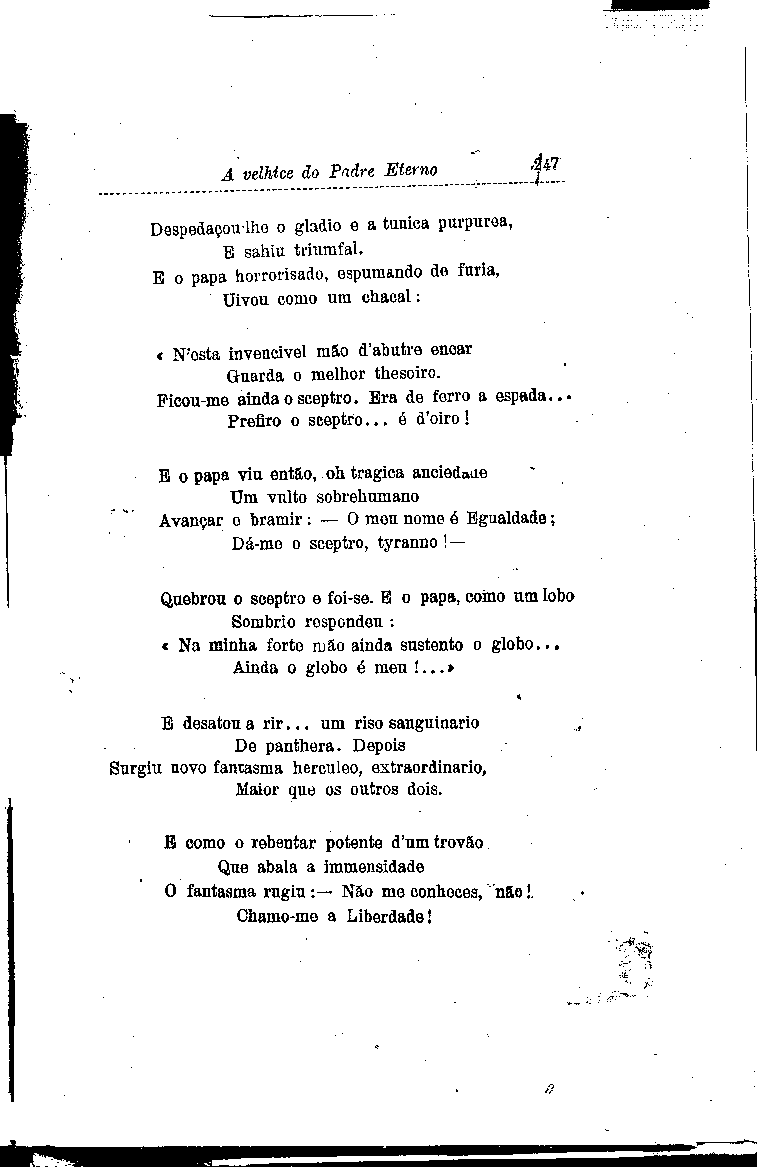 A velhice do Padre Eterno 247
Despedaçou-lhe o gladio e a tunica purpurea,
E sahiu triumfal.
E o papa horrorisado, espumando de furia,
Uivou como um chacal:
« N'esta invencivel mão d'abutre encar
Guarda o melhor thesoiro.
Ficou-me ainda o sceptro. Era de ferro a espada...
Prefiro o sceptro... é d'oiro!
E o papa viu então, oh tragica anciedade
Um vulto sobrehumano
Avançar e bramir: — O meu nome é Egualdade;
Dá-me o sceptro, tyranno!—
Quebrou o sceptro e foi-se. E o papa, como um lobo
Sombrio respondeu :
« Na minha forte mão ainda sustento o globo...
Ainda o globo é meu!...»
E desatou a rir... um riso sanguinario
De panthera. Depois
Surgiu novo fantasma herculeo, extraordinario,
Maior que os outros dois.
E como o rebentar potente d'um trovão
Que abala a immensidade
O fantasma rugiu:— Não me conheces, não!
Chamo-me a Liberdade!